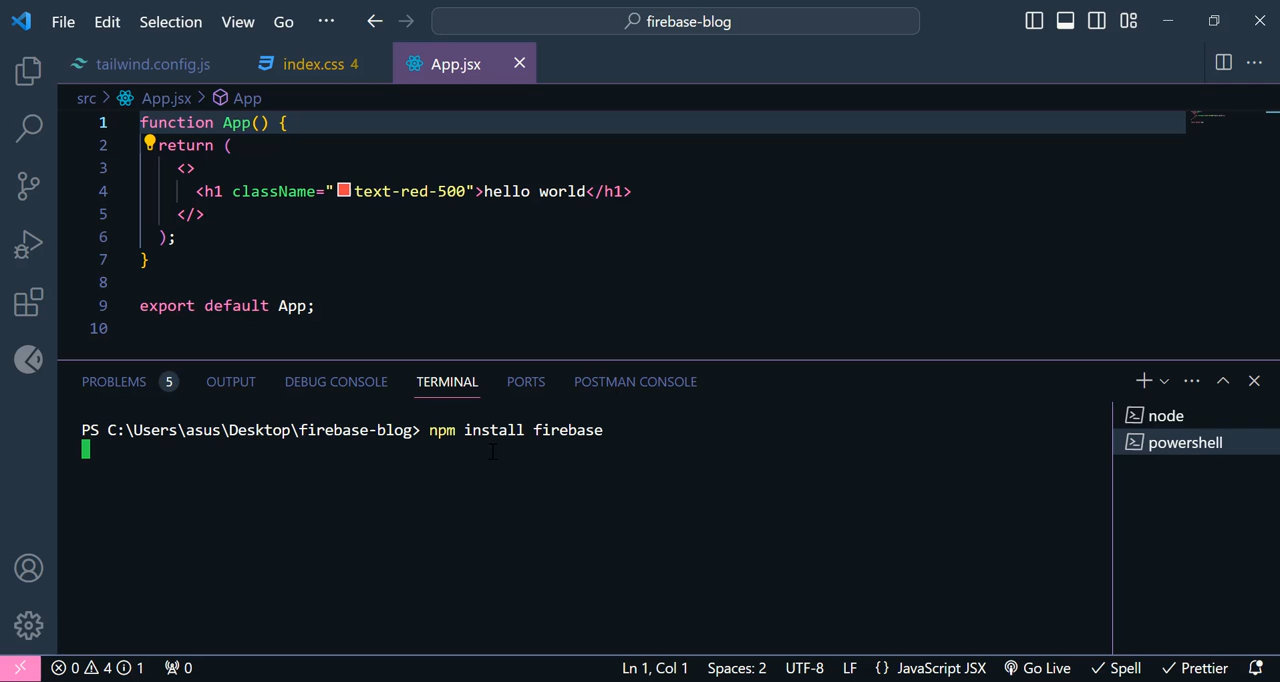 File Edit Selection View Go ··· firebase-blog
tailwind.config.js index.css 4 App.jsx
src > App.jsx > App
1 function App() {
2 return (
3 <>
4 <h1 className="text-red-500">hello world</h1>
5 </>
6 );
7 }
8
9 export default App;
10
PROBLEMS 5 OUTPUT DEBUG CONSOLE TERMINAL PORTS POSTMAN CONSOLE
PS C:\Users\asus\Desktop\firebase-blog> npm install firebase
node
powershell
0 4 1 0 Ln 1, Col 1 Spaces: 2 UTF-8 LF {} JavaScript JSX Go Live Spell Prettier